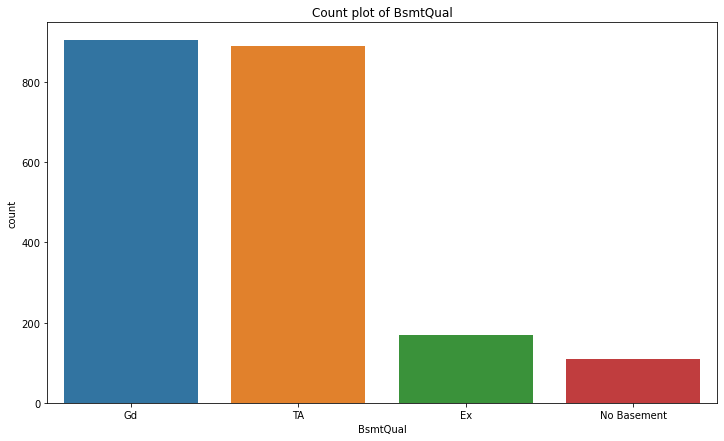 Count plot of BsmtQual
count
800
600
400
200
0
Gd TA Ex No Basement
BsmtQual